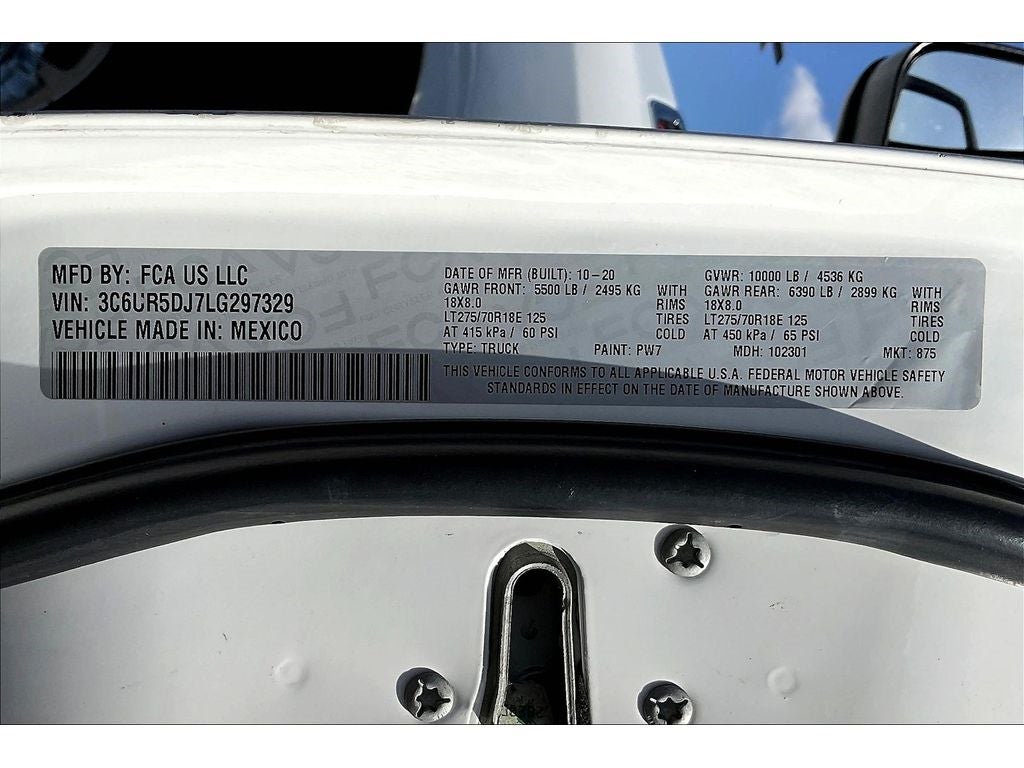 MFD BY: FCA US LLC
VIN: 3C6UR5DJ7LG297329
VEHICLE MADE IN: MEXICO
DATE OF MFR (BUILT): 10-20
GAWR FRONT: 5500 LB / 2495 KG WITH
18X8.0 RIMS
LT275/70R18E 125 TIRES
AT 415 kPa / 60 PSI COLD
TYPE: TRUCK PAINT: PW7
GVWR: 10000 LB / 4536 KG
GAWR REAR: 6390 LB / 2899 KG WITH
18X8.0 RIMS
LT275/70R18E 125 TIRES
AT 450 kPa / 65 PSI COLD
MDH: 102301 MKT: 875
THIS VEHICLE CONFORMS TO ALL APPLICABLE U.S.A. FEDERAL MOTOR VEHICLE SAFETY
STANDARDS IN EFFECT ON THE DATE OF MANUFACTURE SHOWN ABOVE.